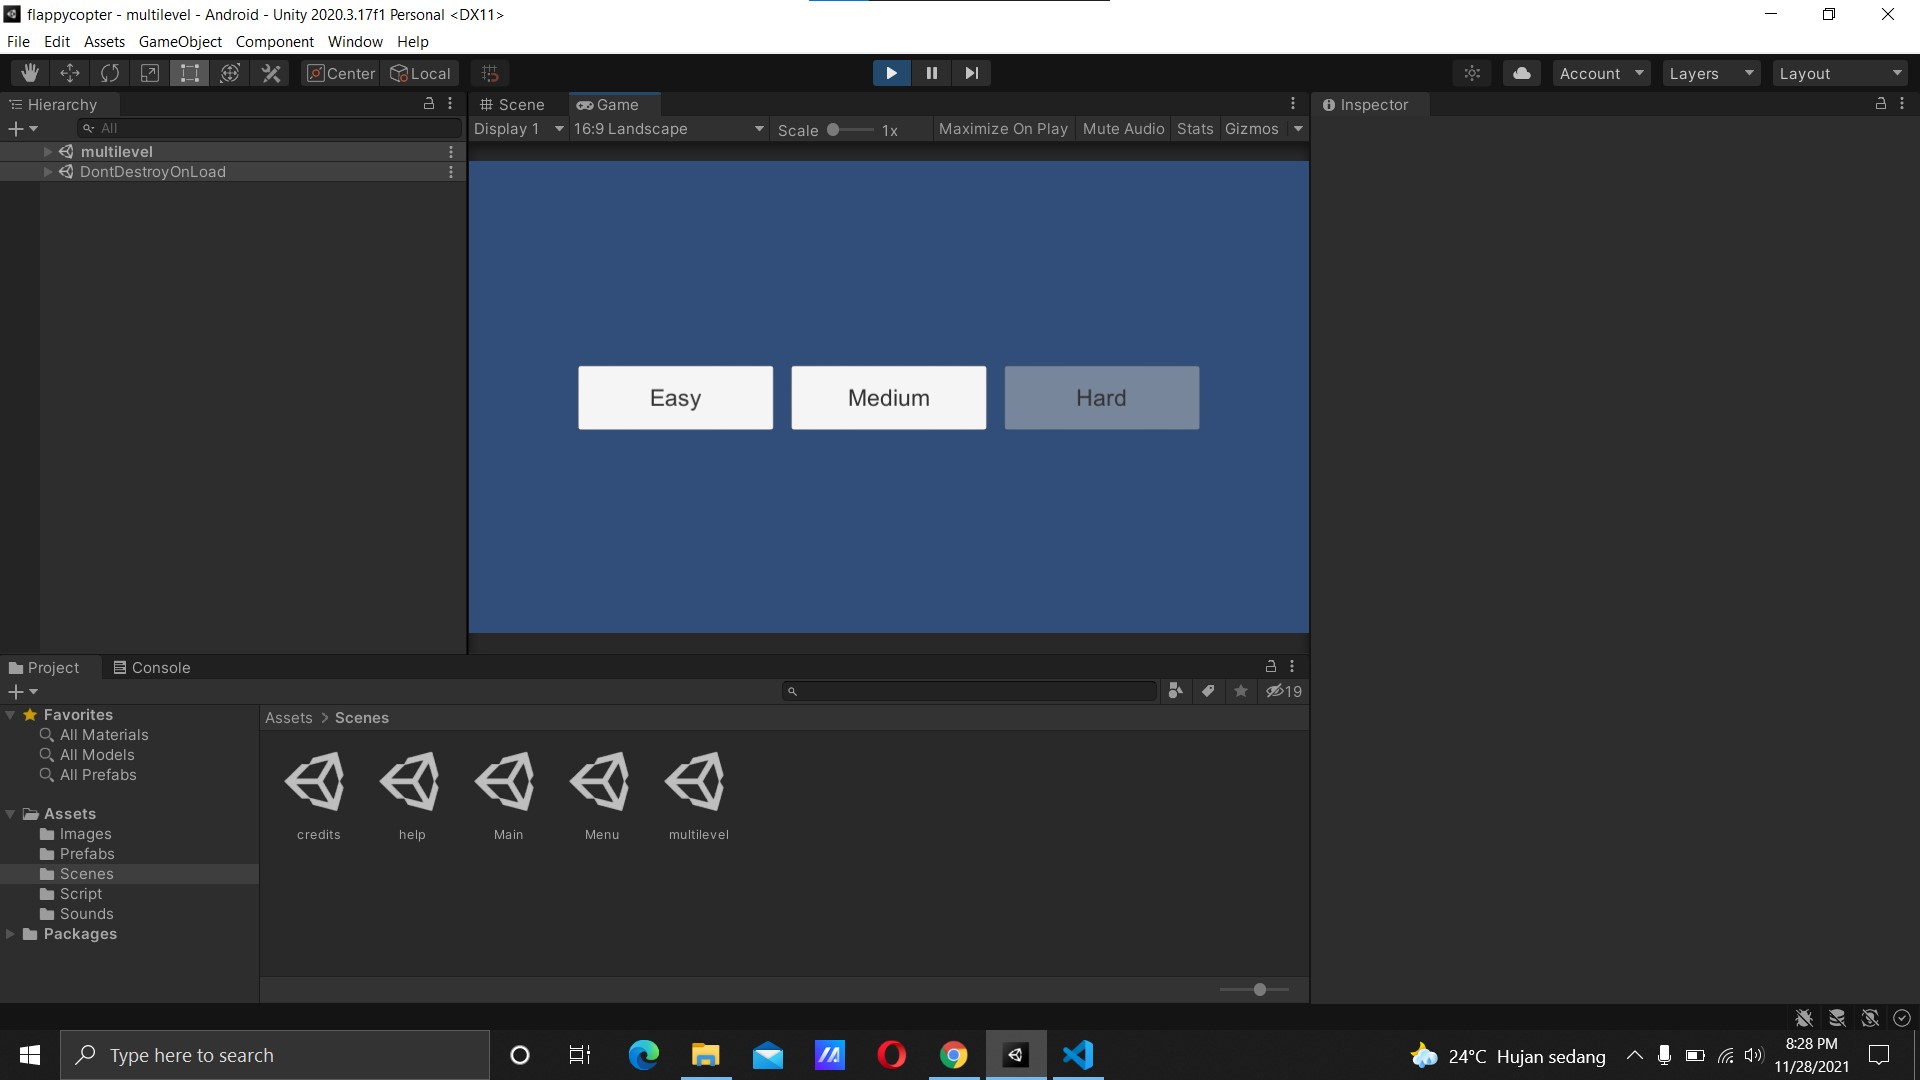 flappycopter - multilevel - Android - Unity 2020.3.17f1 Personal <DX11>
File Edit Assets GameObject Component Window Help
Center Local Account Layers Layout
Hierarchy
All
multilevel
DontDestroyOnLoad
Scene Game
Display 1 16:9 Landscape Scale 1x Maximize On Play Mute Audio Stats Gizmos
Easy Medium Hard
Inspector
Project Console
19
Favorites
All Materials
All Models
All Prefabs
Assets
Images
Prefabs
Scenes
Script
Sounds
Packages
Assets > Scenes
credits help Main Menu multilevel
Type here to search
24°C Hujan sedang
8:28 PM
11/28/2021